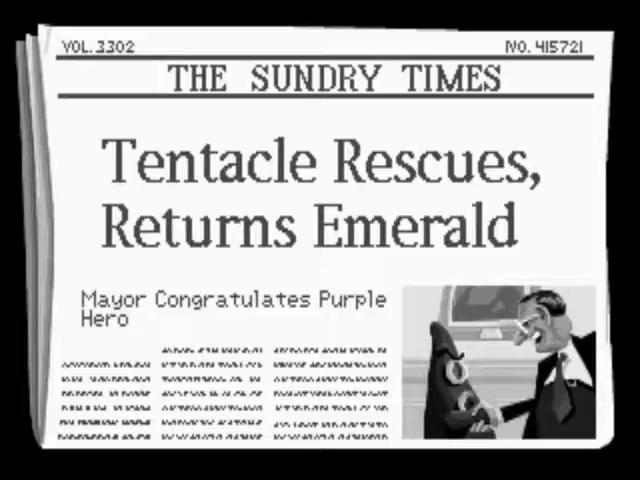 VOL. 3302
NO. 415721
THE SUNDRY TIMES
Tentacle Rescues,
Returns Emerald
Mayor Congratulates Purple
Hero